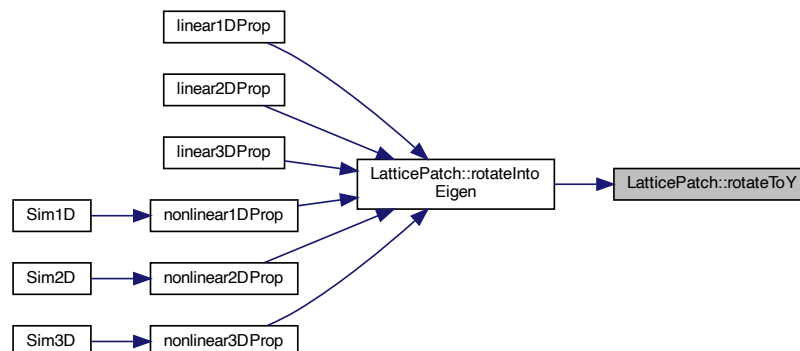 linear1DProp
linear2DProp
linear3DProp
LatticePatch::rotateInto
Eigen
LatticePatch::rotateToY
Sim1D
nonlinear1DProp
Sim2D
nonlinear2DProp
Sim3D
nonlinear3DProp